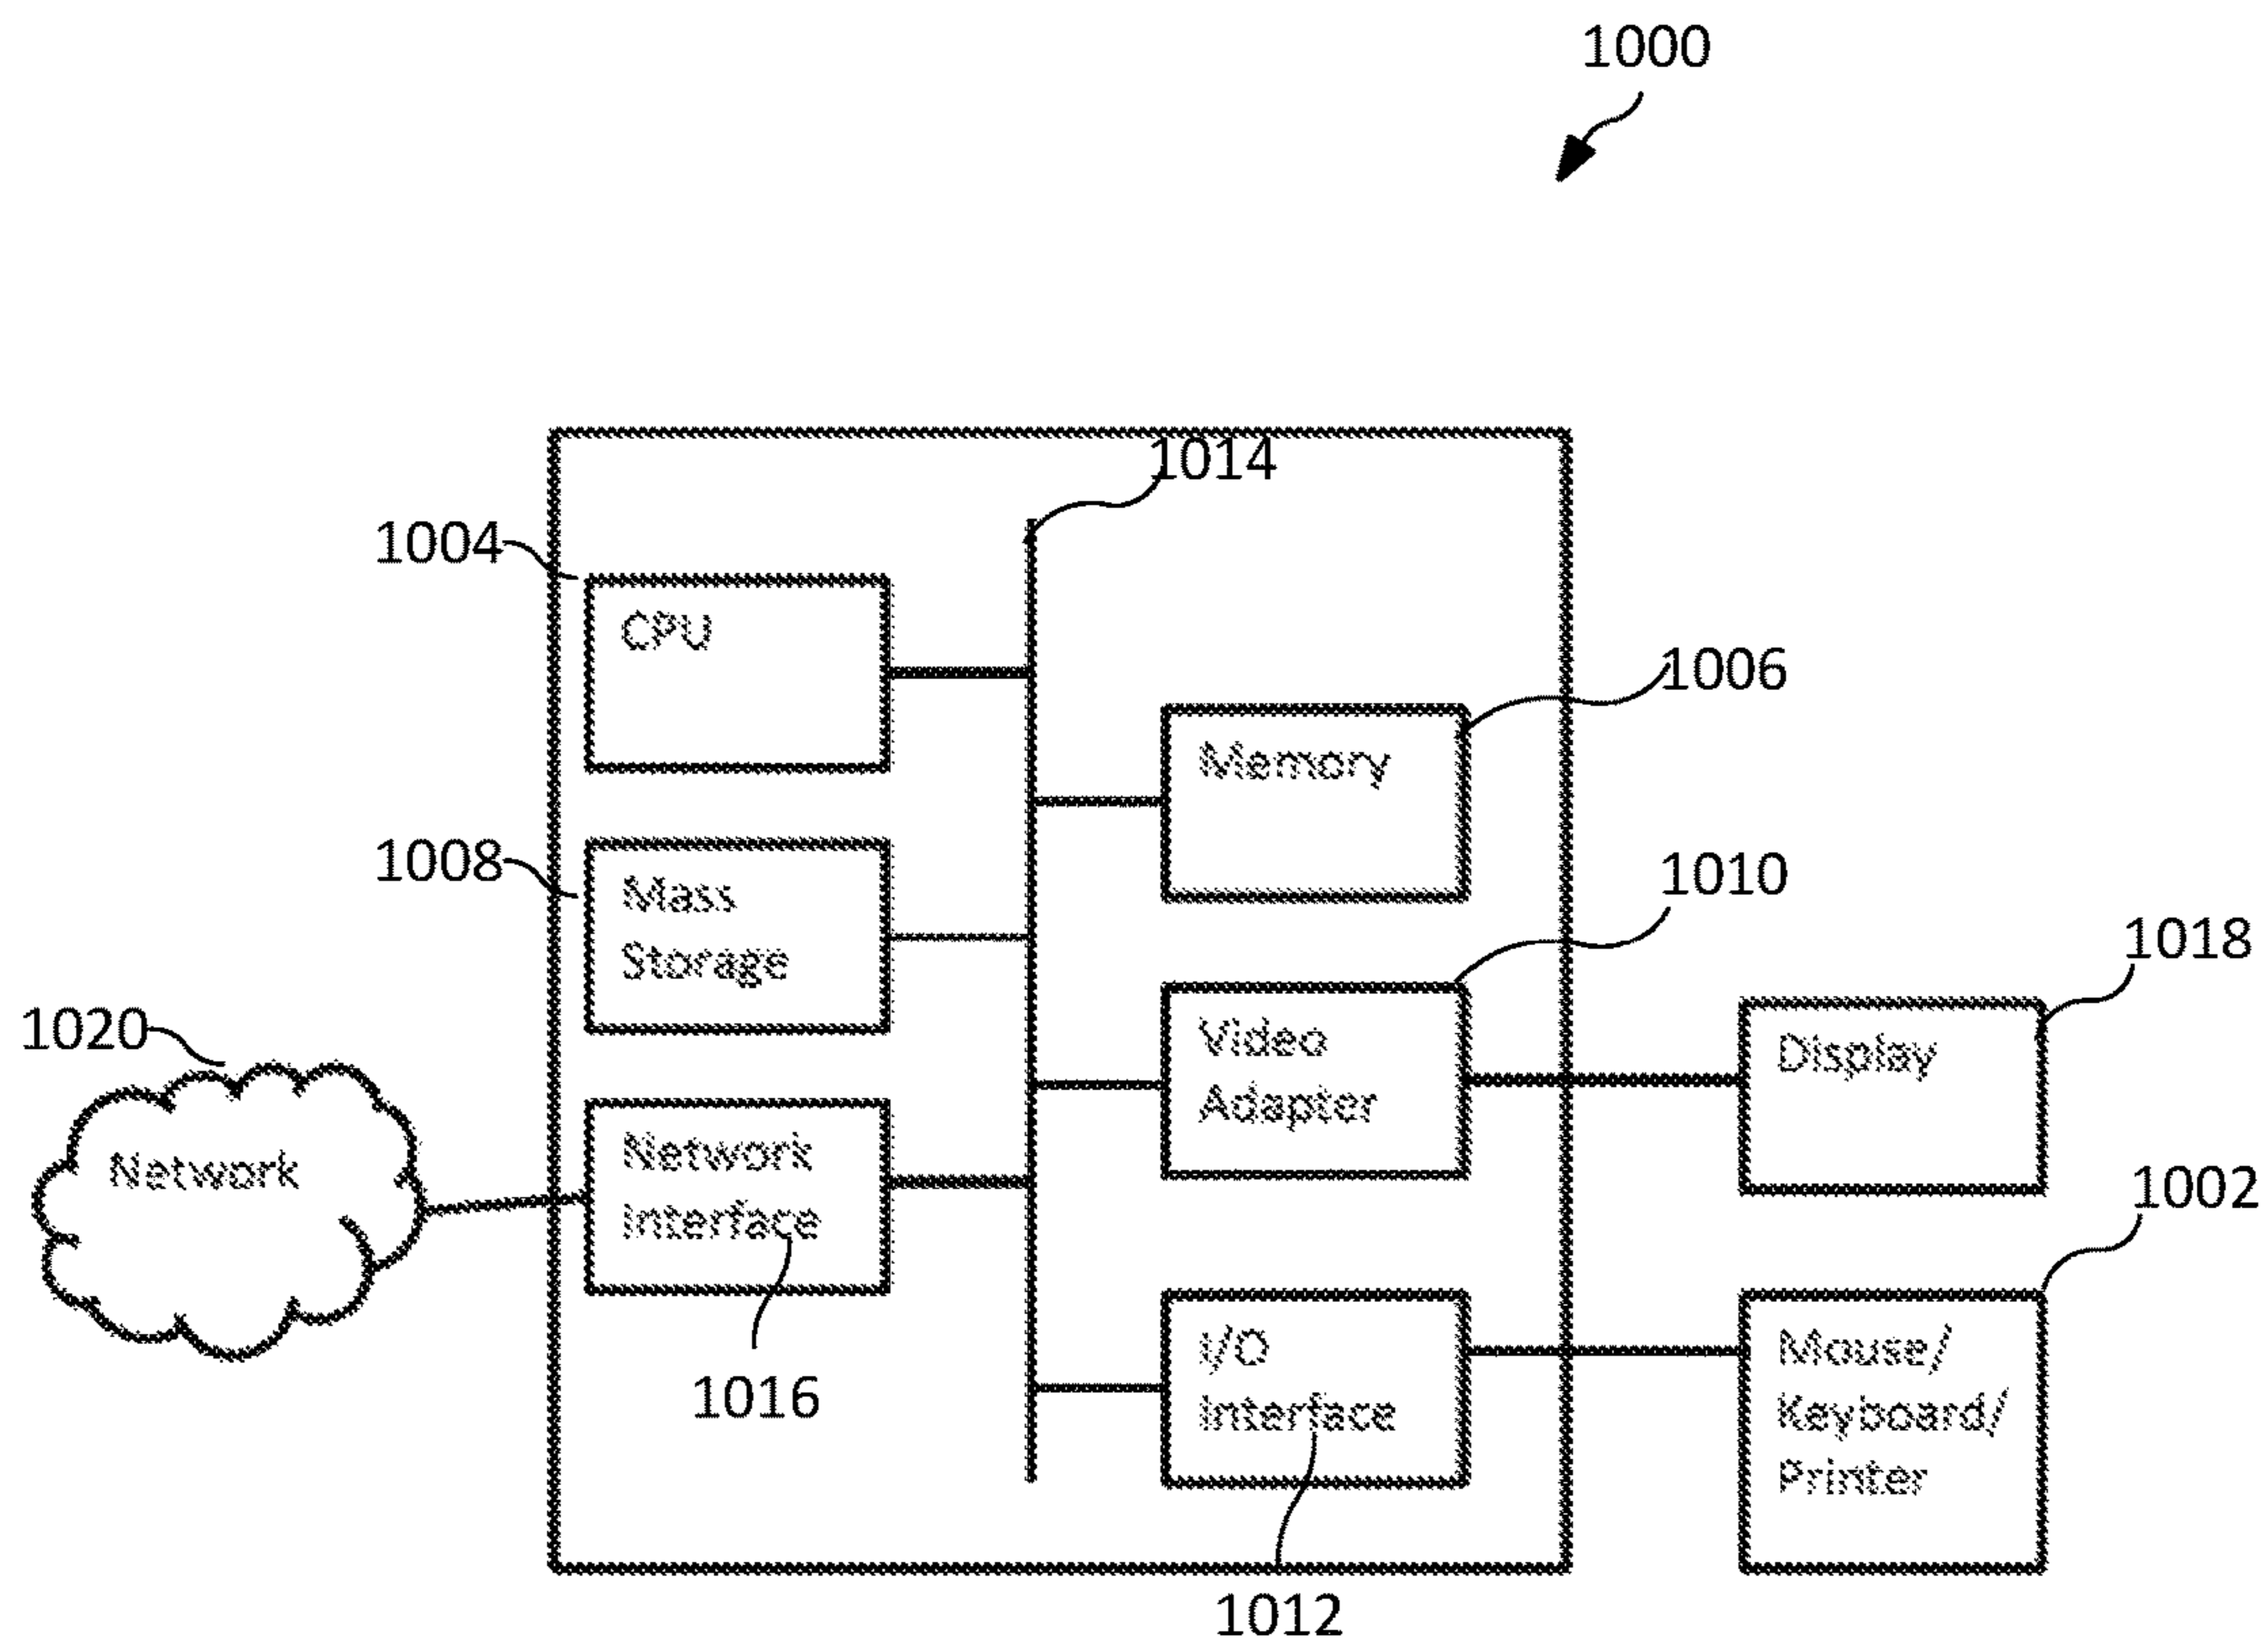 1000
1014
1004
CPU
1006
Memory
1008
Mass
Storage
1010
Video
Adapter
1018
Display
1020
Network
Network
Interface
1016
1002
Mouse/
Keyboard/
Printer
I/O
Interface
1012